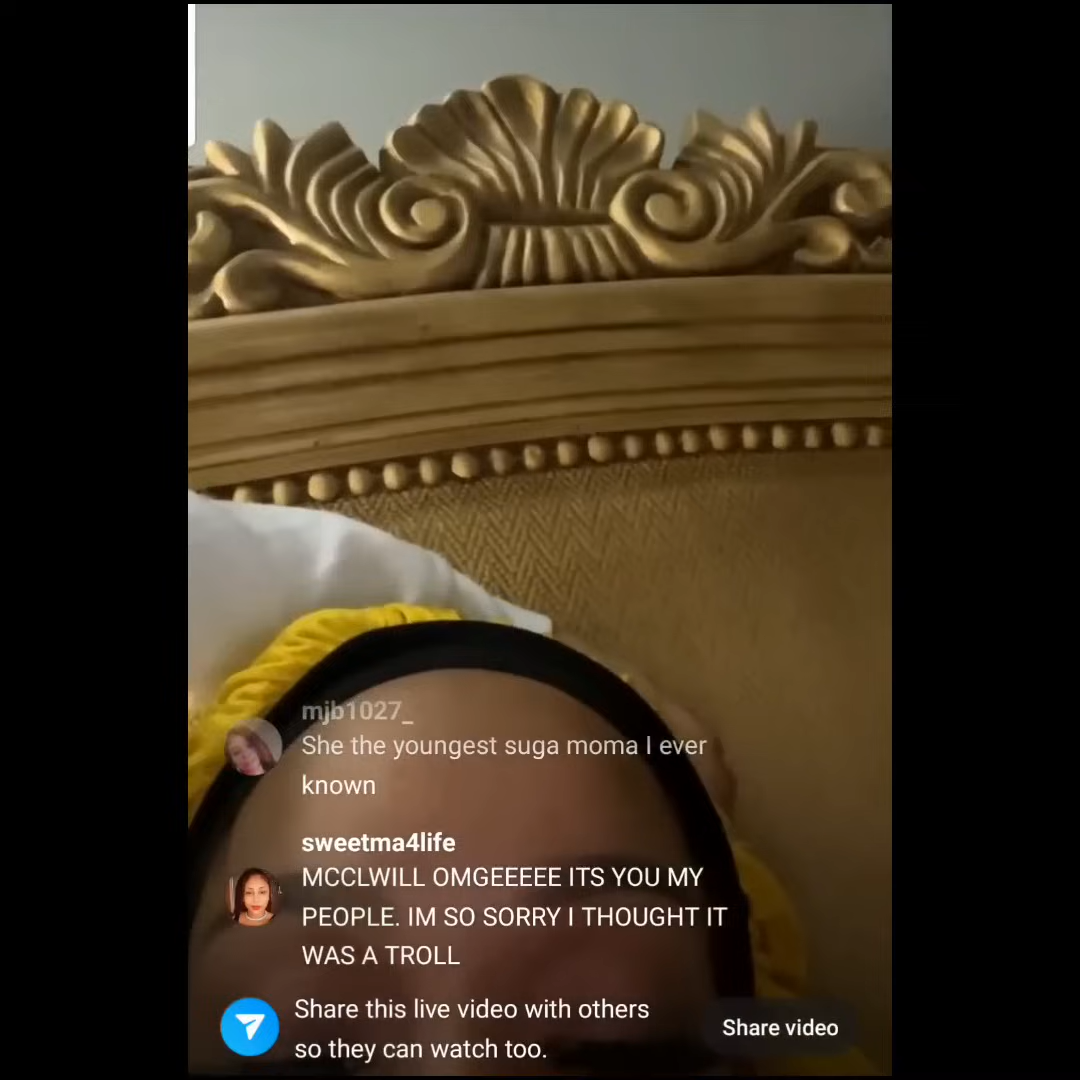 mjb1027_
She the youngest suga moma I ever
known
sweetma4life
MCCLWILL OMGEEEEE ITS YOU MY
PEOPLE. IM SO SORRY I THOUGHT IT
WAS A TROLL
Share this live video with others
so they can watch too.
Share video